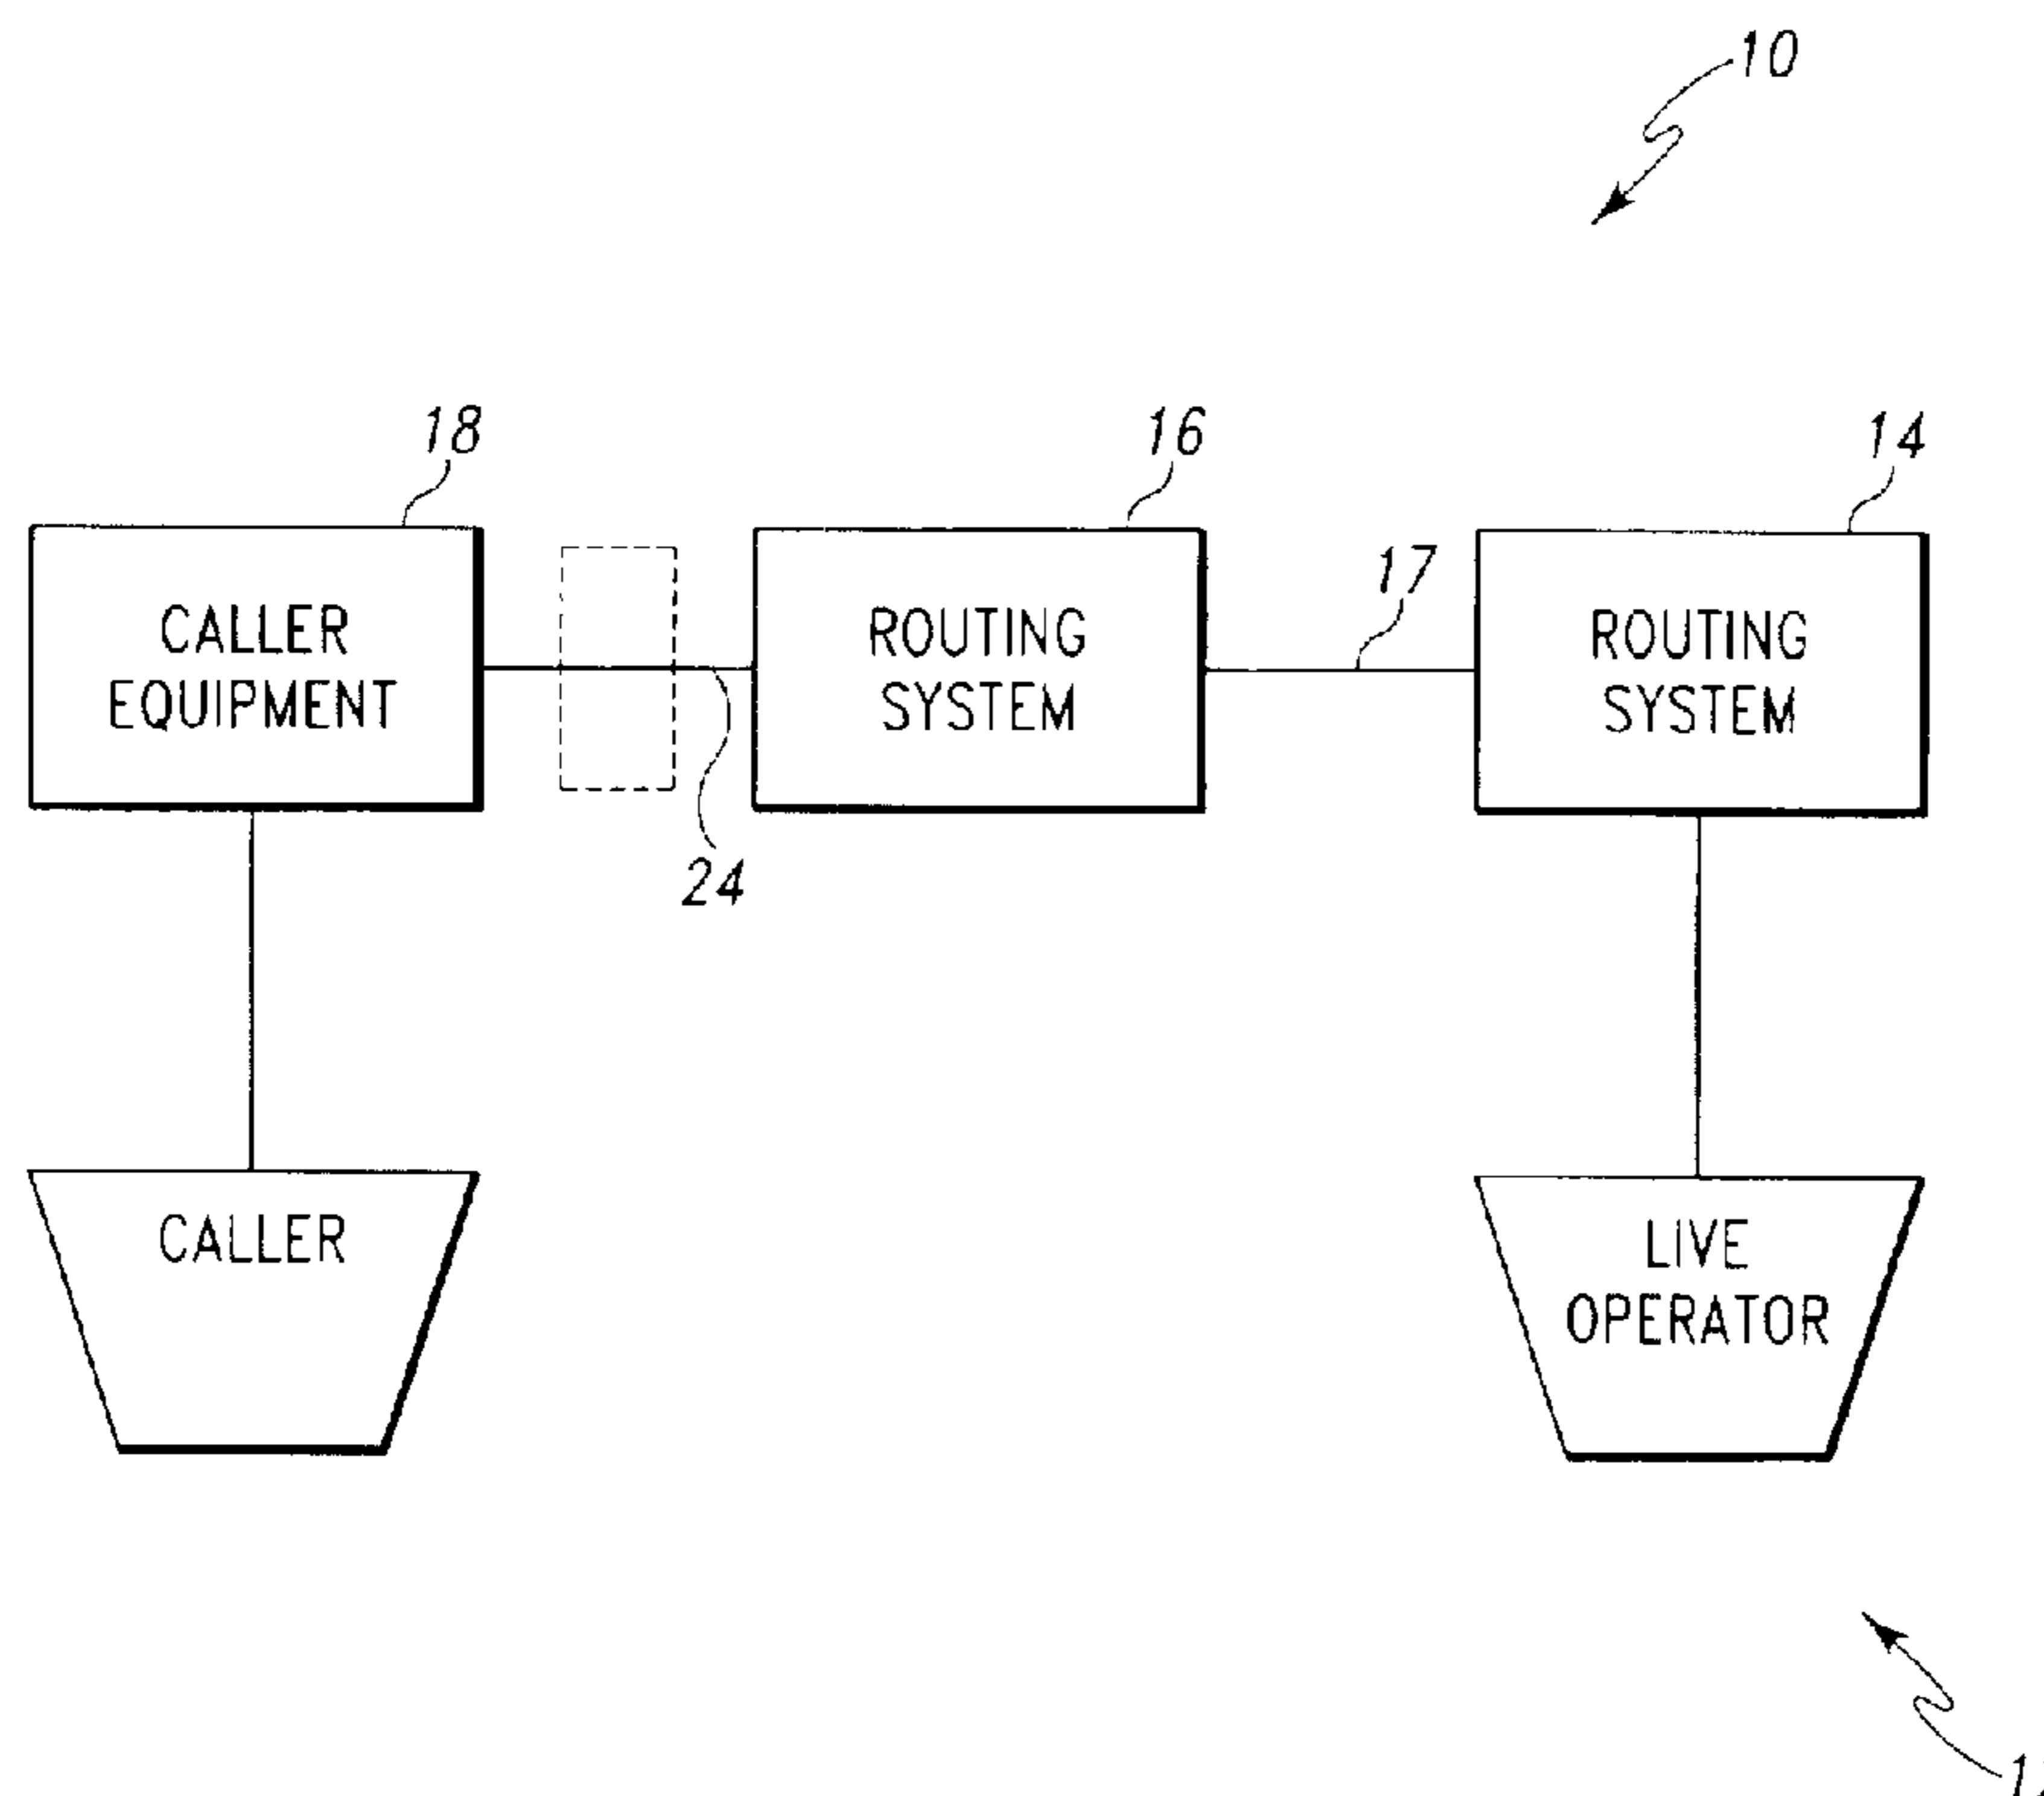 10
18
16
14
17
CALLER
EQUIPMENT
ROUTING
SYSTEM
ROUTING
SYSTEM
24
CALLER
LIVE
OPERATOR